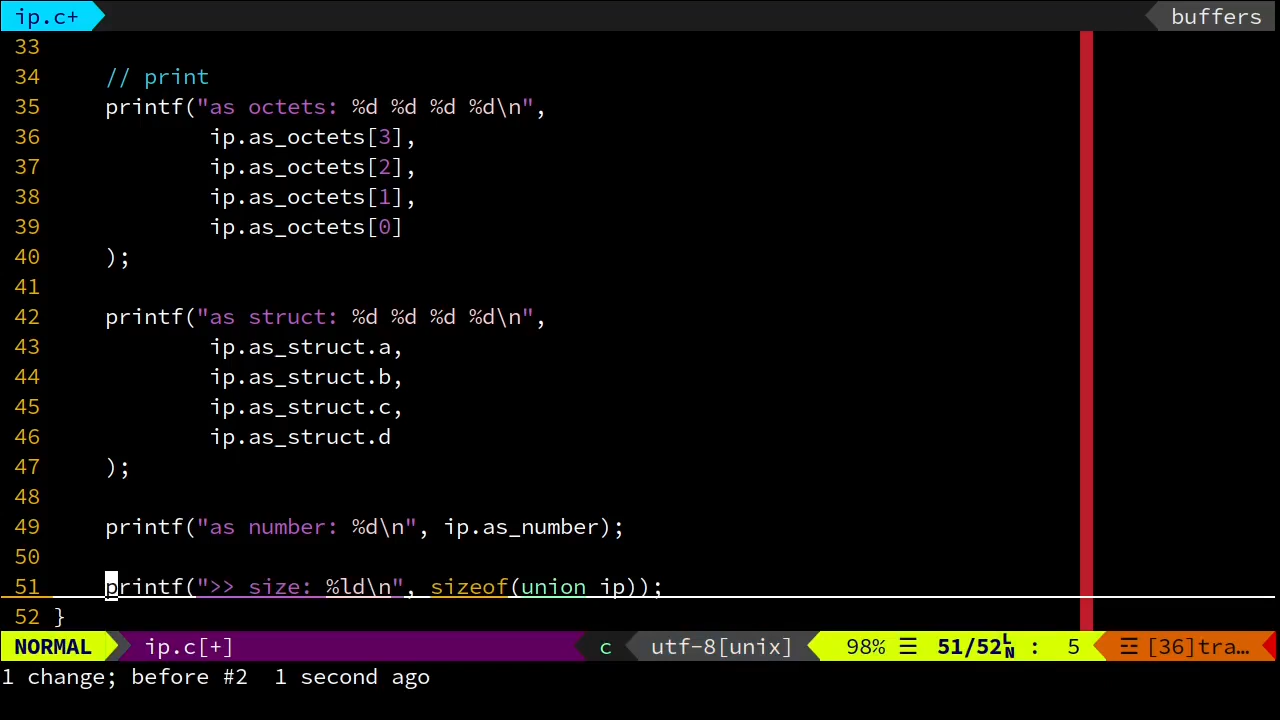 ip.c+ buffers
33
34 // print
35 printf("as octets: %d %d %d %d\n",
36 ip.as_octets[3],
37 ip.as_octets[2],
38 ip.as_octets[1],
39 ip.as_octets[0]
40 );
41
42 printf("as struct: %d %d %d %d\n",
43 ip.as_struct.a,
44 ip.as_struct.b,
45 ip.as_struct.c,
46 ip.as_struct.d
47 );
48
49 printf("as number: %d\n", ip.as_number);
50
51 printf(">> size: %ld\n", sizeof(union ip));
52 }
NORMAL ip.c[+] c utf-8[unix] 98% ☰ 51/52␊ : 5 ☲ [36]tra…
1 change; before #2 1 second ago